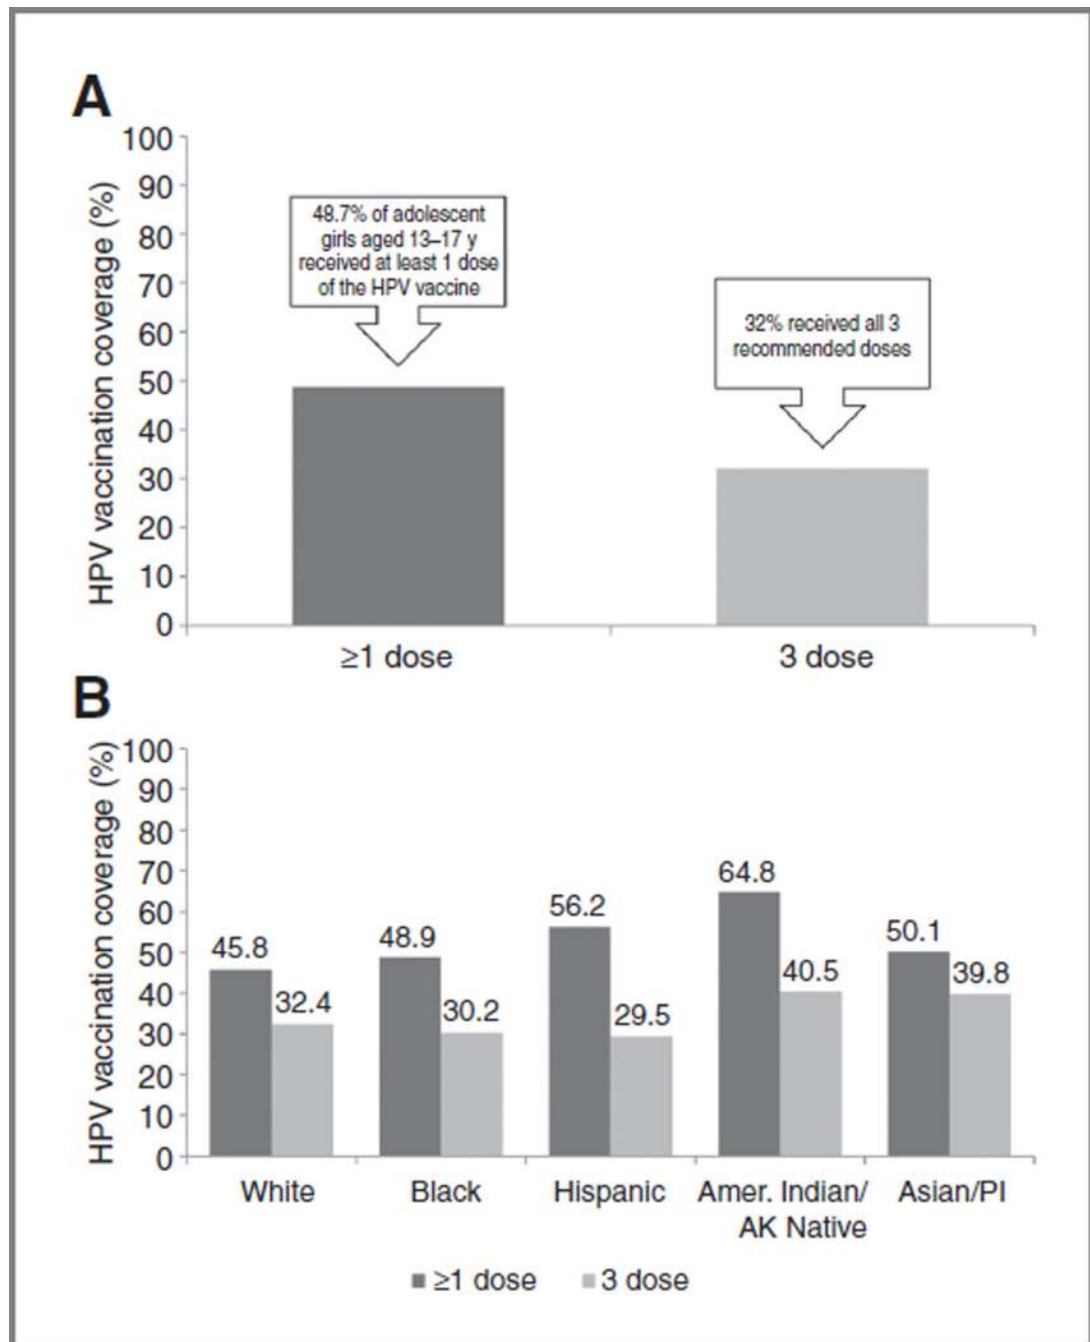 A
HPV vaccination coverage (%)
100
90
80
70
60
50
40
30
20
10
0
48.7% of adolescent
girls aged 13–17 y
received at least 1 dose
of the HPV vaccine
32% received all 3
recommended doses
≥1 dose
3 dose
B
HPV vaccination coverage (%)
100
90
80
70
60
50
40
30
20
10
0
45.8
32.4
48.9
30.2
56.2
29.5
64.8
40.5
50.1
39.8
White
Black
Hispanic
Amer. Indian/
AK Native
Asian/PI
≥1 dose
3 dose